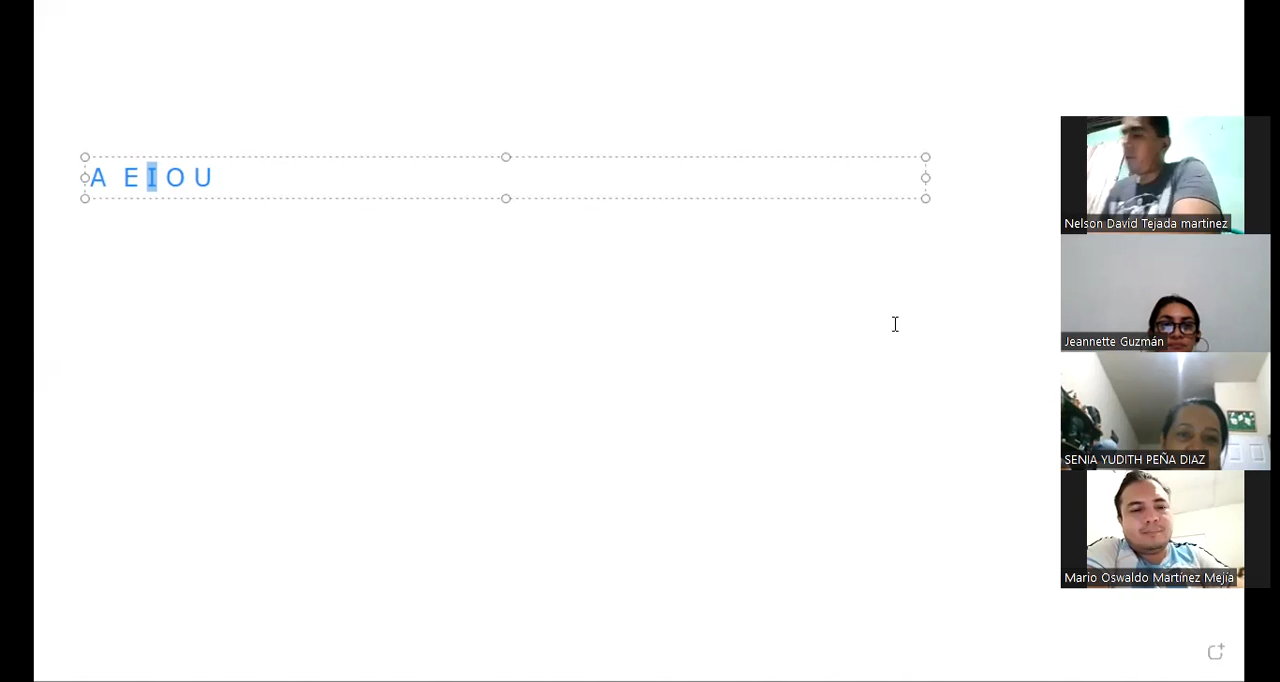 A E I O U
Nelson David Tejada martinez
Jeannette Guzmán
SENIA YUDITH PEÑA DIAZ
Mario Oswaldo Martínez Mejía